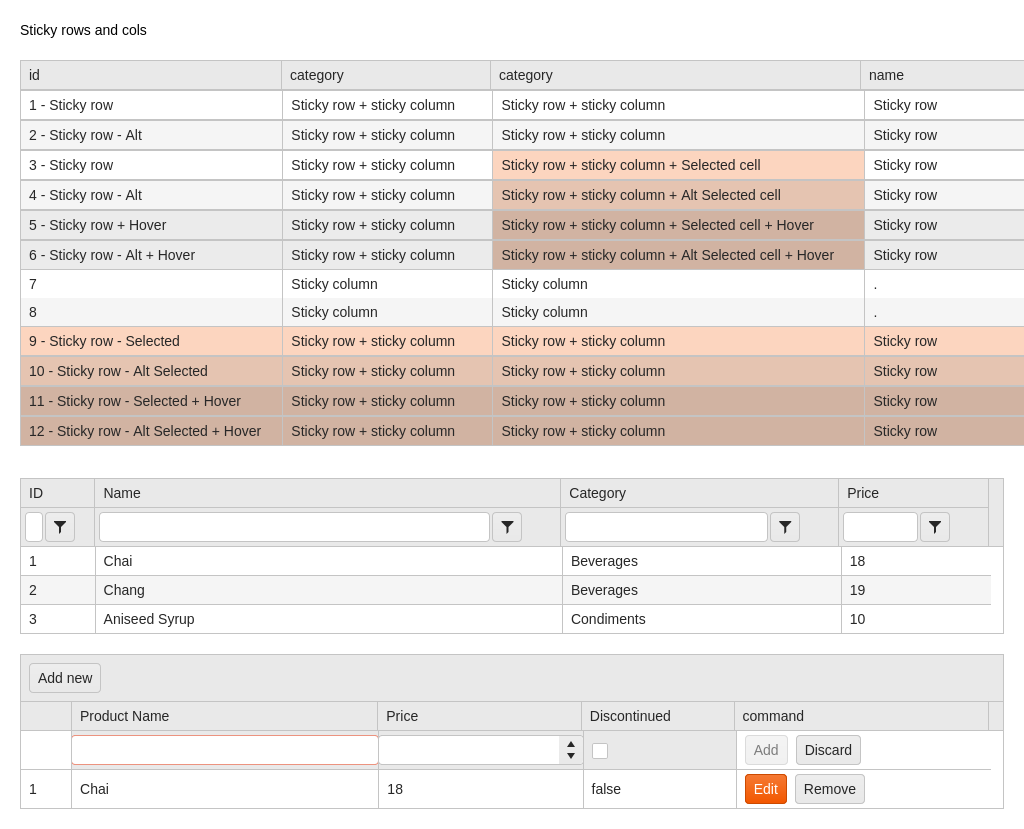 Sticky rows and cols
id category category name
1 - Sticky row Sticky row + sticky column Sticky row + sticky column Sticky row
2 - Sticky row - Alt Sticky row + sticky column Sticky row + sticky column Sticky row
3 - Sticky row Sticky row + sticky column Sticky row + sticky column + Selected cell Sticky row
4 - Sticky row - Alt Sticky row + sticky column Sticky row + sticky column + Alt Selected cell Sticky row
5 - Sticky row + Hover Sticky row + sticky column Sticky row + sticky column + Selected cell + Hover Sticky row
6 - Sticky row - Alt + Hover Sticky row + sticky column Sticky row + sticky column + Alt Selected cell + Hover Sticky row
7 Sticky column Sticky column .
8 Sticky column Sticky column .
9 - Sticky row - Selected Sticky row + sticky column Sticky row + sticky column Sticky row
10 - Sticky row - Alt Selected Sticky row + sticky column Sticky row + sticky column Sticky row
11 - Sticky row - Selected + Hover Sticky row + sticky column Sticky row + sticky column Sticky row
12 - Sticky row - Alt Selected + Hover Sticky row + sticky column Sticky row + sticky column Sticky row
ID Name Category Price
1 Chai Beverages 18
2 Chang Beverages 19
3 Aniseed Syrup Condiments 10
Add new
Product Name Price Discontinued command
Add Discard
1 Chai 18 false Edit Remove